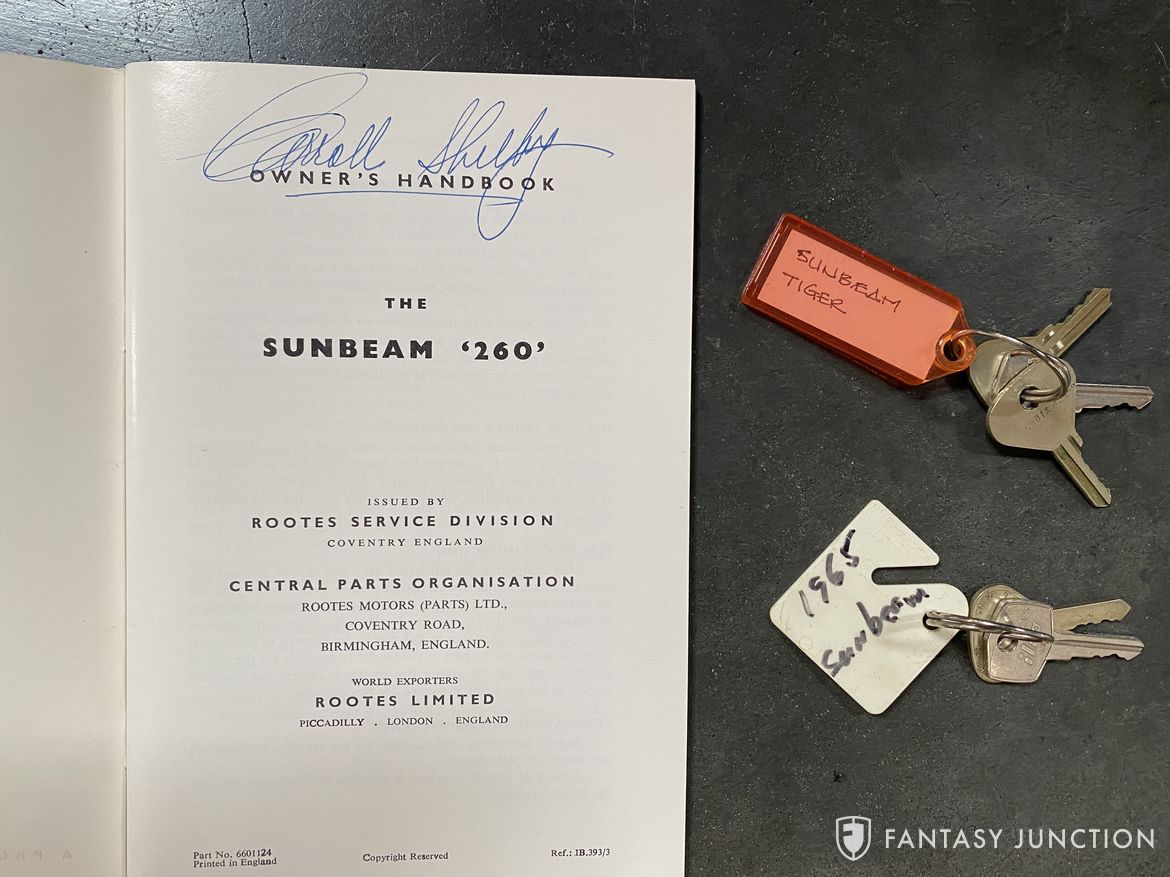 Carroll Shelby
OWNER'S HANDBOOK
THE
SUNBEAM ‘260’
ISSUED BY
ROOTES SERVICE DIVISION
COVENTRY ENGLAND
CENTRAL PARTS ORGANISATION
ROOTES MOTORS (PARTS) LTD.,
COVENTRY ROAD,
BIRMINGHAM, ENGLAND.
WORLD EXPORTERS
ROOTES LIMITED
PICCADILLY . LONDON . ENGLAND
Part No. 6601124
Printed in England
Copyright Reserved
Ref.: IB.393/3
SUNBEAM
TIGER
1965
Sunbeam
FANTASY JUNCTION